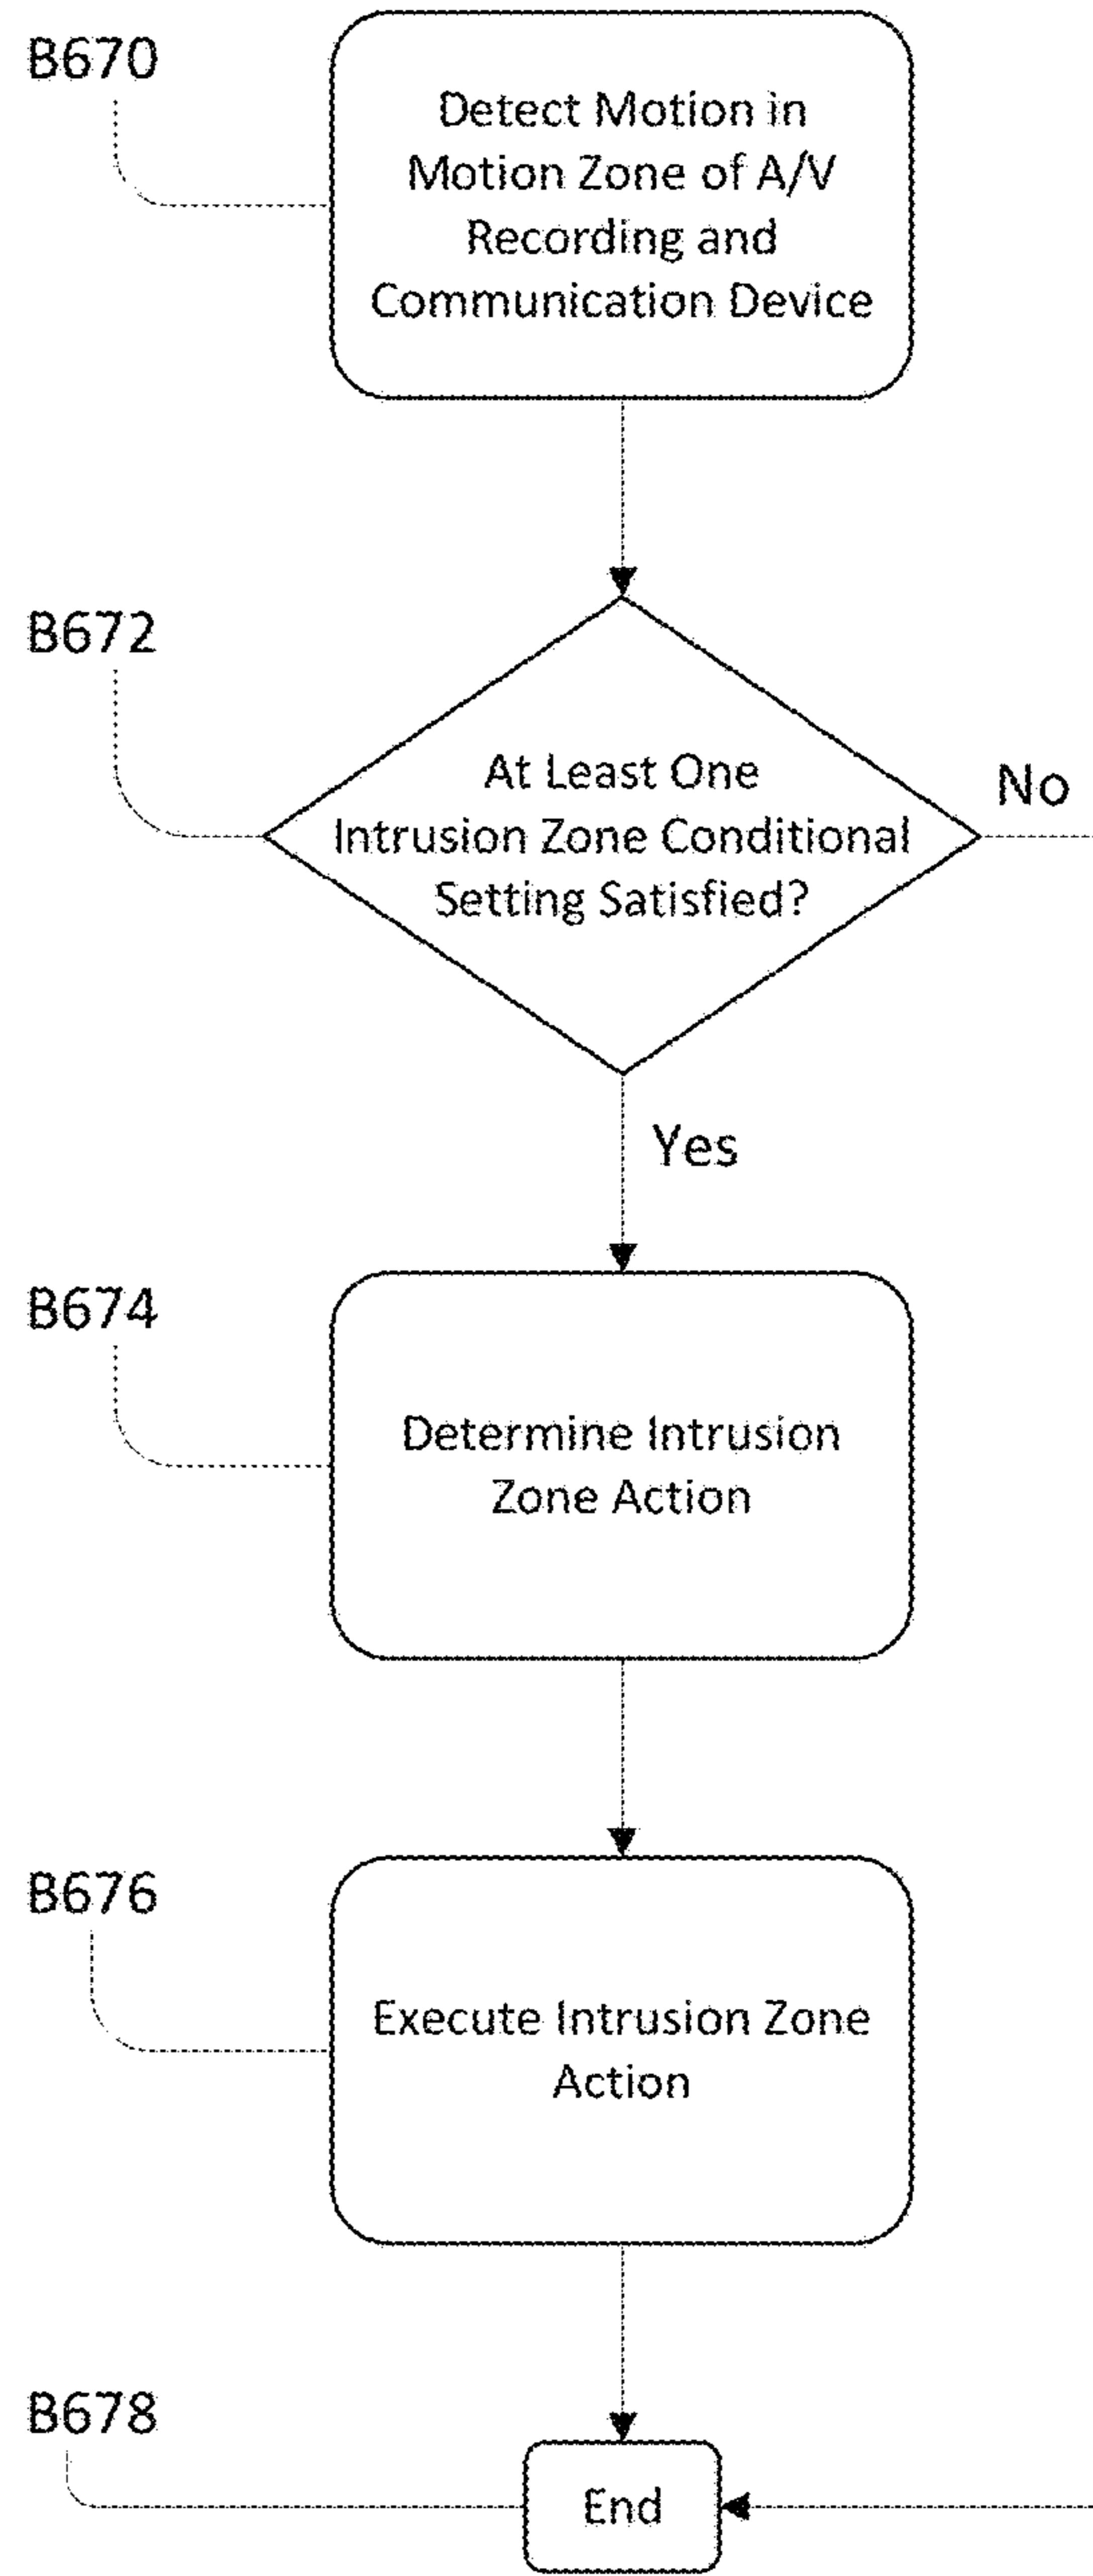 B670
Detect Motion in
Motion Zone of A/V
Recording and
Communication Device
B672
At Least One
Intrusion Zone Conditional
Setting Satisfied?
No
Yes
B674
Determine Intrusion
Zone Action
B676
Execute Intrusion Zone
Action
B678
End